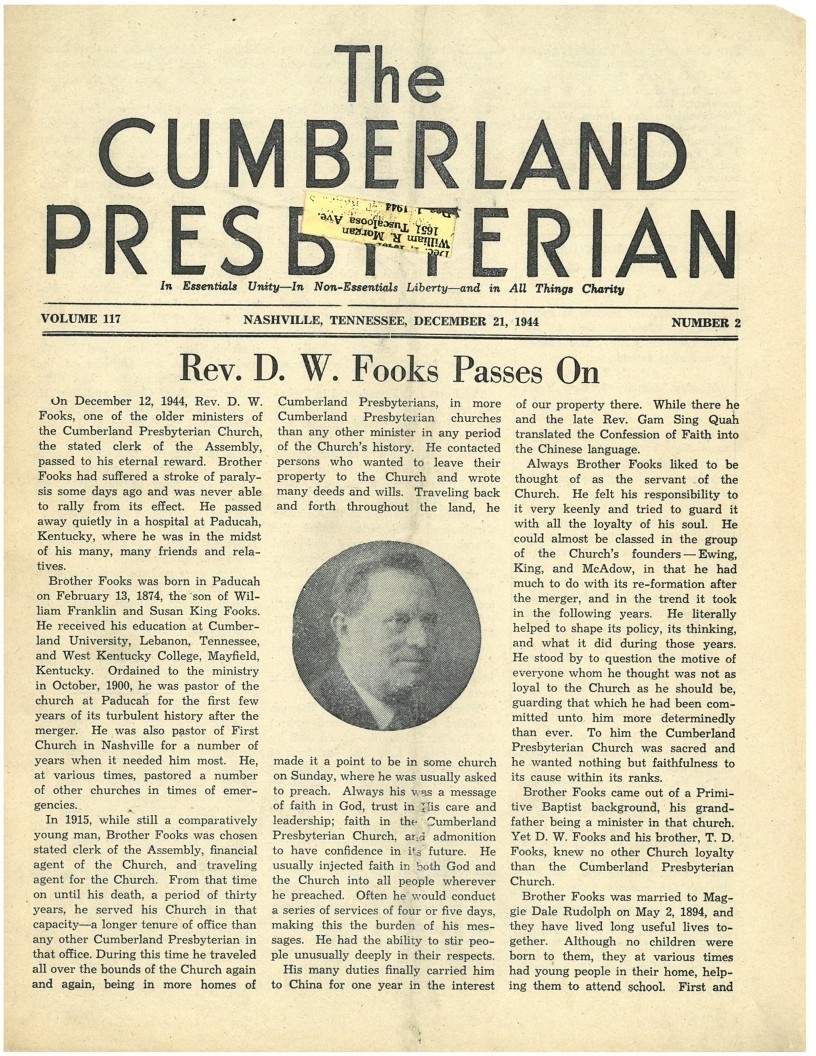 The
CUMBERLAND
PRESBYTERIAN
William R. Morgan
1651 Tuscaloosa Ave.
Dec. 1, 1944
In Essentials Unity—In Non-Essentials Liberty—and in All Things Charity
VOLUME 117 NASHVILLE, TENNESSEE, DECEMBER 21, 1944 NUMBER 2
Rev. D. W. Fooks Passes On
On December 12, 1944, Rev. D. W.
Fooks, one of the older ministers of
the Cumberland Presbyterian Church,
the stated clerk of the Assembly,
passed to his eternal reward. Brother
Fooks had suffered a stroke of paraly-
sis some days ago and was never able
to rally from its effect. He passed
away quietly in a hospital at Paducah,
Kentucky, where he was in the midst
of his many, many friends and rela-
tives.
Brother Fooks was born in Paducah
on February 13, 1874, the son of Wil-
liam Franklin and Susan King Fooks.
He received his education at Cumber-
land University, Lebanon, Tennessee,
and West Kentucky College, Mayfield,
Kentucky. Ordained to the ministry
in October, 1900, he was pastor of the
church at Paducah for the first few
years of its turbulent history after the
merger. He was also pastor of First
Church in Nashville for a number of
years when it needed him most. He,
at various times, pastored a number
of other churches in times of emer-
gencies.
In 1915, while still a comparatively
young man, Brother Fooks was chosen
stated clerk of the Assembly, financial
agent of the Church, and traveling
agent for the Church. From that time
on until his death, a period of thirty
years, he served his Church in that
capacity—a longer tenure of office than
any other Cumberland Presbyterian in
that office. During this time he traveled
all over the bounds of the Church again
and again, being in more homes of
Cumberland Presbyterians, in more
Cumberland Presbyterian churches
than any other minister in any period
of the Church's history. He contacted
persons who wanted to leave their
property to the Church and wrote
many deeds and wills. Traveling back
and forth throughout the land, he
made it a point to be in some church
on Sunday, where he was usually asked
to preach. Always his was a message
of faith in God, trust in His care and
leadership; faith in the Cumberland
Presbyterian Church, and admonition
to have confidence in its future. He
usually injected faith in both God and
the Church into all people wherever
he preached. Often he would conduct
a series of services of four or five days,
making this the burden of his mes-
sages. He had the ability to stir peo-
ple unusually deeply in their respects.
His many duties finally carried him
to China for one year in the interest
of our property there. While there he
and the late Rev. Gam Sing Quah
translated the Confession of Faith into
the Chinese language.
Always Brother Fooks liked to be
thought of as the servant of the
Church. He felt his responsibility to
it very keenly and tried to guard it
with all the loyalty of his soul. He
could almost be classed in the group
of the Church's founders—Ewing,
King, and McAdow, in that he had
much to do with its re-formation after
the merger, and in the trend it took
in the following years. He literally
helped to shape its policy, its thinking,
and what it did during those years.
He stood by to question the motive of
everyone whom he thought was not as
loyal to the Church as he should be,
guarding that which he had been com-
mitted unto him more determinedly
than ever. To him the Cumberland
Presbyterian Church was sacred and
he wanted nothing but faithfulness to
its cause within its ranks.
Brother Fooks came out of a Primi-
tive Baptist background, his grand-
father being a minister in that church.
Yet D. W. Fooks and his brother, T. D.
Fooks, knew no other Church loyalty
than the Cumberland Presbyterian
Church.
Brother Fooks was married to Mag-
gie Dale Rudolph on May 2, 1894, and
they have lived long useful lives to-
gether. Although no children were
born to them, they at various times
had young people in their home, help-
ing them to attend school. First and